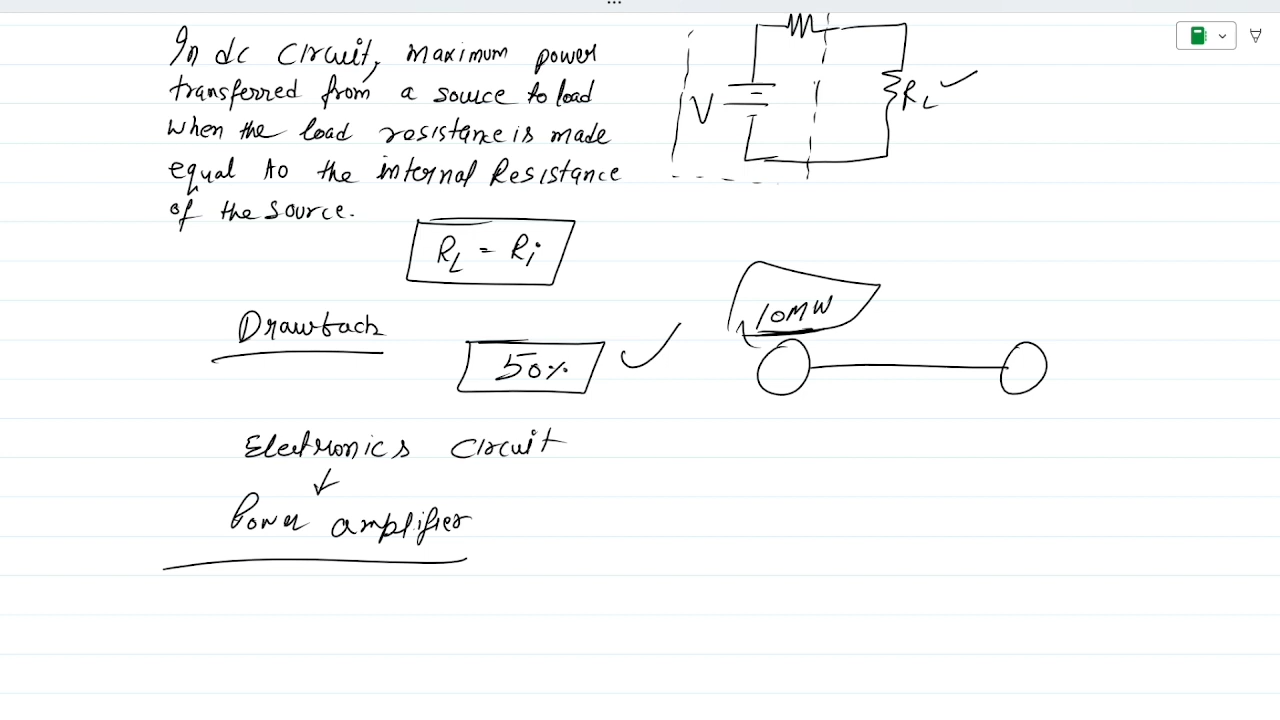 In dc circuit, maximum power
transferred from a source to load
when the load resistance is made
equal to the internal Resistance
of the source.
V
RL
RL = Ri
Drawback
50%
10MW
Electronics circuit
Power amplifier